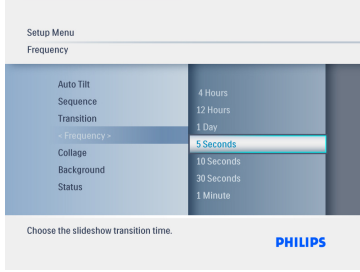 Setup Menu
Frequency
Auto Tilt
Sequence
Transition
< Frequency >
Collage
Background
Status
4 Hours
12 Hours
1 Day
5 Seconds
10 Seconds
30 Seconds
1 Minute
Choose the slideshow transition time.
PHILIPS